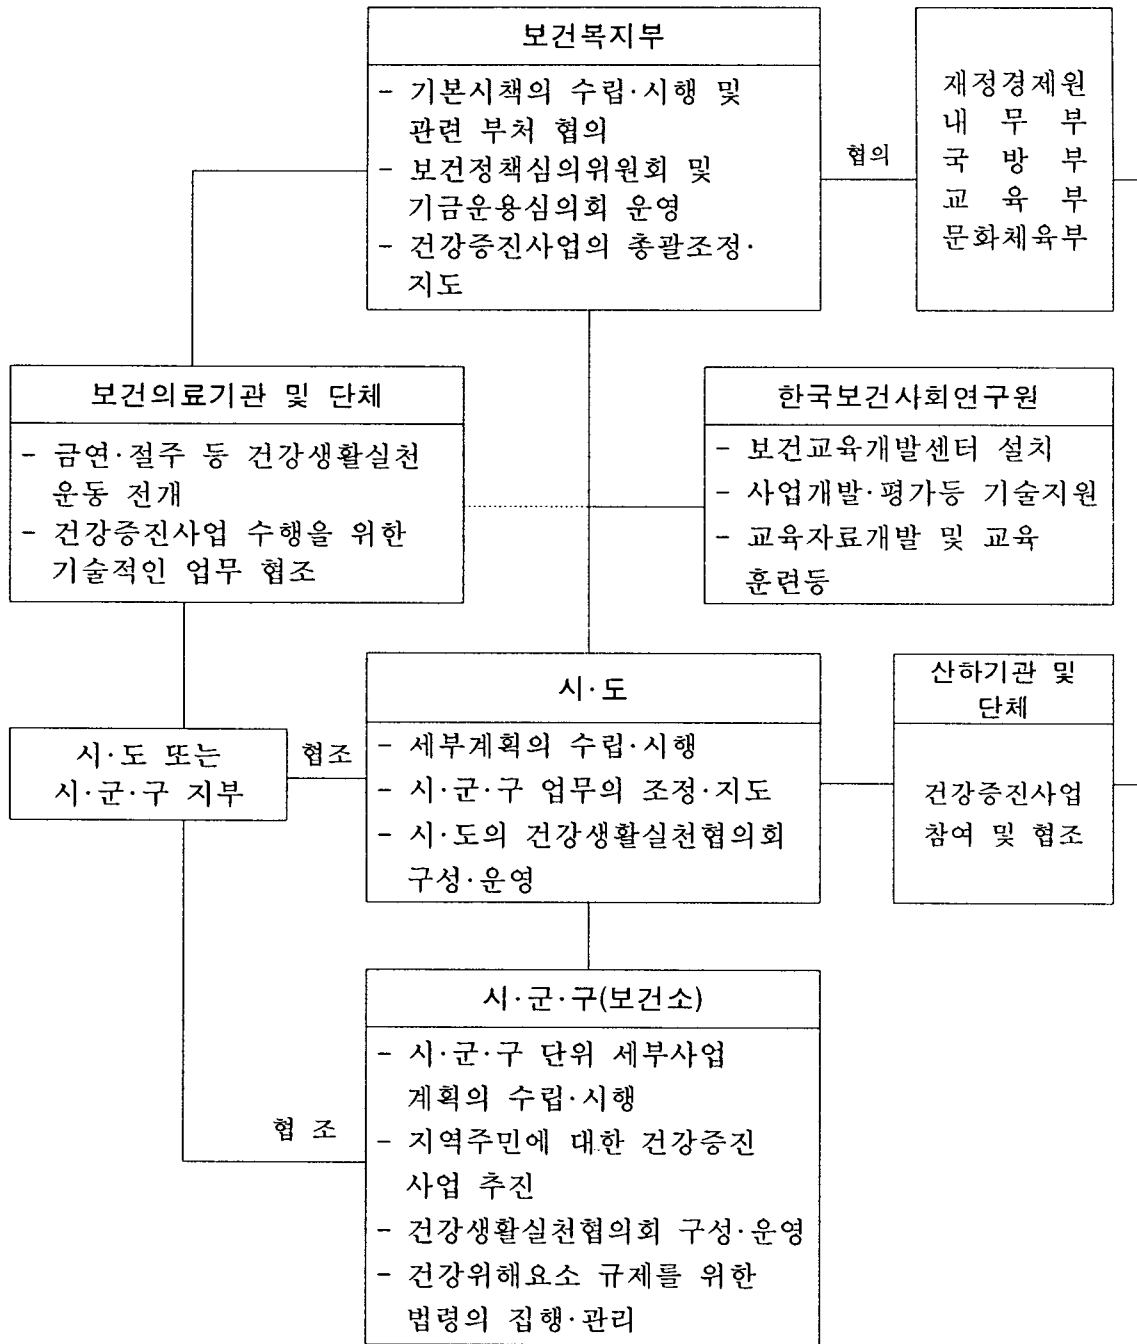 보건복지부
- 기본시책의 수립·시행 및
관련 부처 협의
- 보건정책심의위원회 및
기금운용심의회 운영
- 건강증진사업의 총괄조정·
지도
협의
재정경제원
내 무 부
국 방 부
교 육 부
문화체육부
보건의료기관 및 단체
- 금연·절주 등 건강생활실천
운동 전개
- 건강증진사업 수행을 위한
기술적인 업무 협조
한국보건사회연구원
- 보건교육개발센터 설치
- 사업개발·평가등 기술지원
- 교육자료개발 및 교육
훈련등
시·도 또는
시·군·구 지부
협조
시·도
- 세부계획의 수립·시행
- 시·군·구 업무의 조정·지도
- 시·도의 건강생활실천협의회
구성·운영
산하기관 및
단체
건강증진사업
참여 및 협조
협 조
시·군·구(보건소)
- 시·군·구 단위 세부사업
계획의 수립·시행
- 지역주민에 대한 건강증진
사업 추진
- 건강생활실천협의회 구성·운영
- 건강위해요소 규제를 위한
법령의 집행·관리